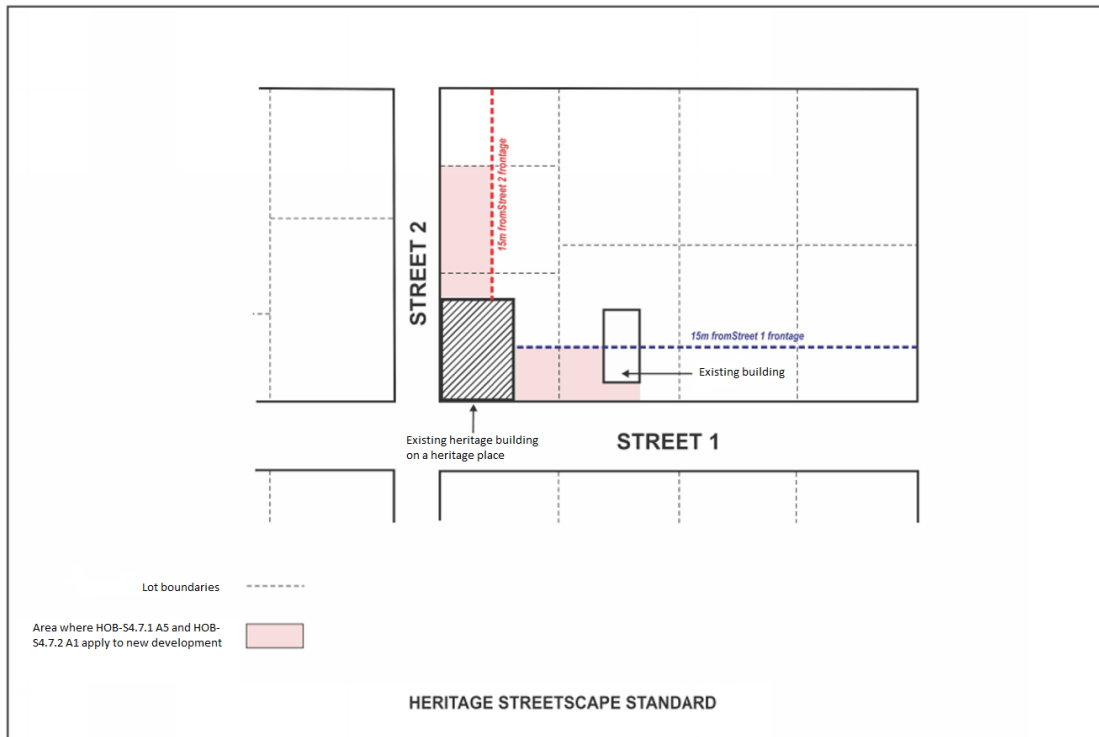 15m fromStreet 2 frontage
STREET 2
15m fromStreet 1 frontage
Existing building
Existing heritage building
on a heritage place
STREET 1
Lot boundaries
Area where HOB-S4.7.1 A5 and HOB-
S4.7.2 A1 apply to new development
HERITAGE STREETSCAPE STANDARD